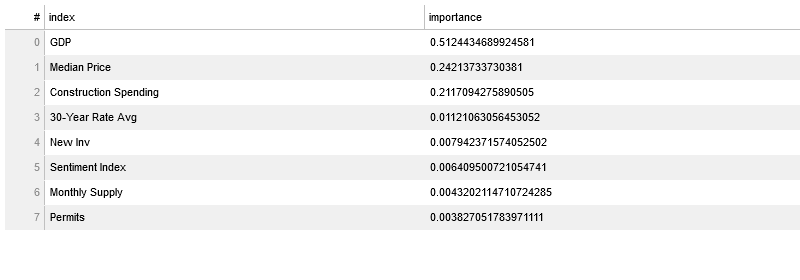 # index importance
0 GDP 0.5124434689924581
1 Median Price 0.24213733730381
2 Construction Spending 0.2117094275890505
3 30-Year Rate Avg 0.01121063056453052
4 New Inv 0.007942371574052502
5 Sentiment Index 0.006409500721054741
6 Monthly Supply 0.0043202114710724285
7 Permits 0.003827051783971111